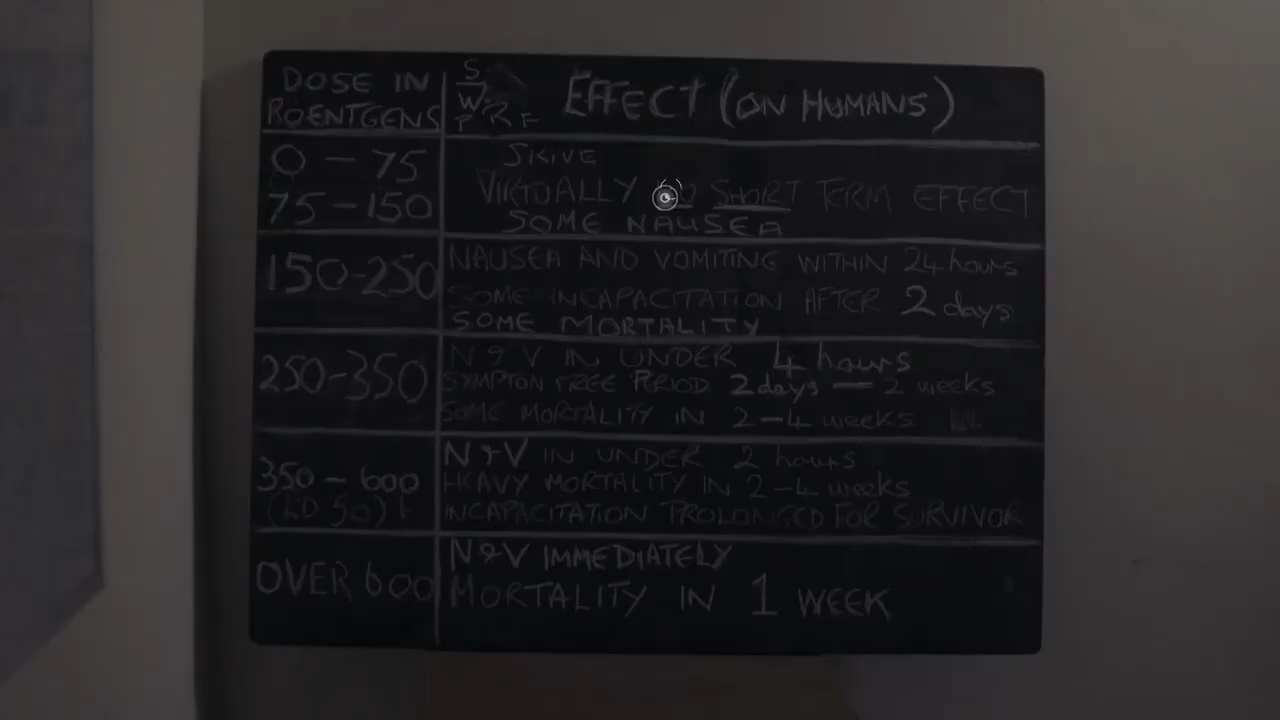 DOSE IN
ROENTGENS
S
W.
P R F
EFFECT (ON HUMANS)
0 - 75
SKIVE
VIRTUALLY SHORT TERM EFFECT
75 - 150
SOME NAUSEA
150-250
NAUSEA AND VOMITING WITHIN 24 hours
SOME INCAPACITATION AFTER 2 days
SOME MORTALITY
250-350
N & V IN UNDER 4 hours
SYMPTON FREE PERIOD 2 days — 2 weeks
SOME MORTALITY IN 2-4 weeks
350 - 600
(LD 50)
N & V IN UNDER 2 hours
HEAVY MORTALITY IN 2-4 weeks
INCAPACITATION PROLONGED FOR SURVIVOR
OVER 600
N & V IMMEDIATELY
MORTALITY IN 1 WEEK